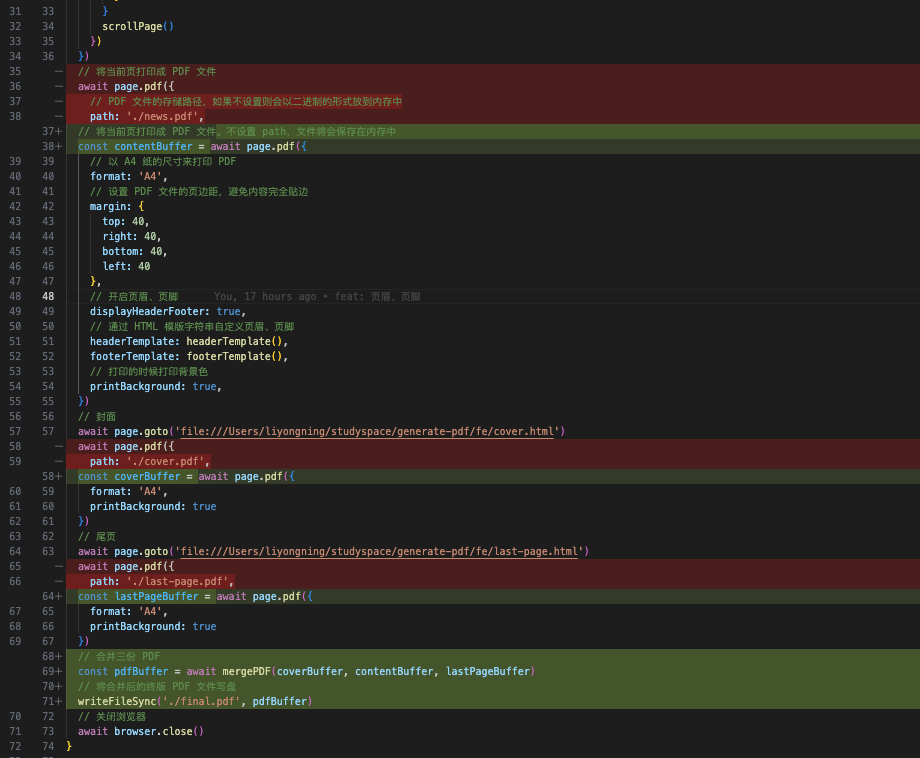 31 33 }
32 34 scrollPage()
33 35 })
34 36 })
35 — // 将当前页打印成 PDF 文件
36 — await page.pdf({
37 — // PDF 文件的存储路径，如果不设置则会以二进制的形式放到内存中
38 — path: './news.pdf',
37+ // 将当前页打印成 PDF 文件。不设置 path，文件将会保存在内存中
38+ const contentBuffer = await page.pdf({
39 39 // 以 A4 纸的尺寸来打印 PDF
40 40 format: 'A4',
41 41 // 设置 PDF 文件的页边距，避免内容完全贴边
42 42 margin: {
43 43 top: 40,
44 44 right: 40,
45 45 bottom: 40,
46 46 left: 40
47 47 },
48 48 // 开启页眉、页脚 You, 17 hours ago • feat: 页眉、页脚
49 49 displayHeaderFooter: true,
50 50 // 通过 HTML 模版字符串自定义页眉、页脚
51 51 headerTemplate: headerTemplate(),
52 52 footerTemplate: footerTemplate(),
53 53 // 打印的时候打印背景色
54 54 printBackground: true,
55 55 })
56 56 // 封面
57 57 await page.goto('file:///Users/liyongning/studyspace/generate-pdf/fe/cover.html')
58 — await page.pdf({
59 — path: './cover.pdf',
58+ const coverBuffer = await page.pdf({
60 59 format: 'A4',
61 60 printBackground: true
62 61 })
63 62 // 尾页
64 63 await page.goto('file:///Users/liyongning/studyspace/generate-pdf/fe/last-page.html')
65 — await page.pdf({
66 — path: './last-page.pdf',
64+ const lastPageBuffer = await page.pdf({
67 65 format: 'A4',
68 66 printBackground: true
69 67 })
68+ // 合并三份 PDF
69+ const pdfBuffer = await mergePDF(coverBuffer, contentBuffer, lastPageBuffer)
70+ // 将合并后的终版 PDF 文件写盘
71+ writeFileSync('./final.pdf', pdfBuffer)
70 72 // 关闭浏览器
71 73 await browser.close()
72 74 }